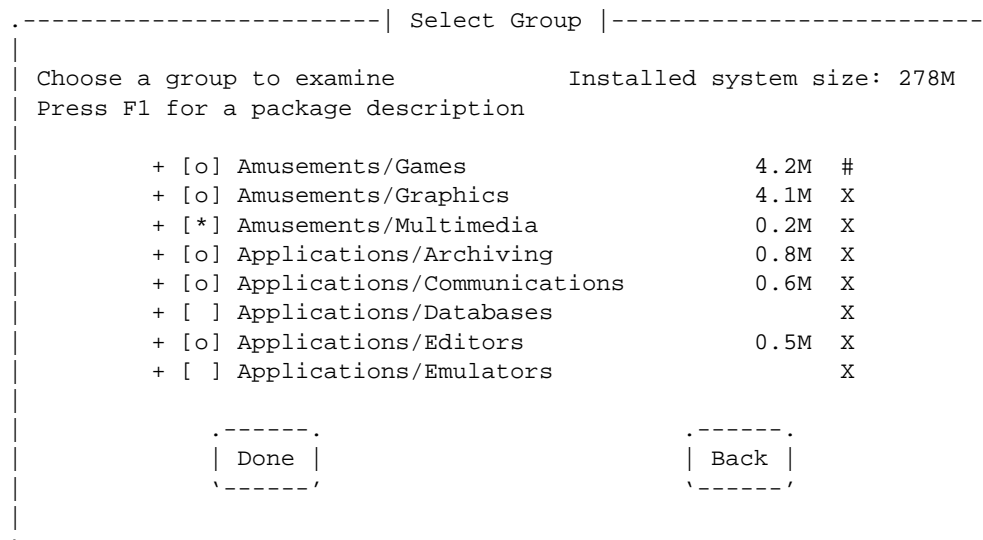 .-------------------------| Select Group |--------------------------
|
| Choose a group to examine            Installed system size: 278M
| Press F1 for a package description
|
|         + [o] Amusements/Games                    4.2M  #
|         + [o] Amusements/Graphics                 4.1M  X
|         + [*] Amusements/Multimedia               0.2M  X
|         + [o] Applications/Archiving              0.8M  X
|         + [o] Applications/Communications         0.6M  X
|         + [ ] Applications/Databases                    X
|         + [o] Applications/Editors                0.5M  X
|         + [ ] Applications/Emulators                    X
|
|             .------.                         .------.
|             | Done |                         | Back |
|             ‘------’                         ‘------’
|